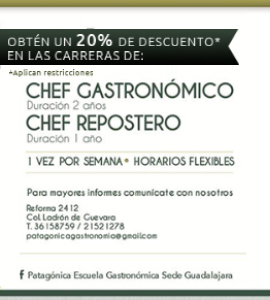 OBTÉN UN 20% DE DESCUENTO*
EN LAS CARRERAS DE:
*Aplican restricciones
CHEF GASTRONÓMICO
Duración 2 años
CHEF REPOSTERO
Duración 1 año
1 VEZ POR SEMANA • HORARIOS FLEXIBLES
Para mayores informes comunícate con nosotros
Reforma 2412
Col. Ladrón de Guevara
T. 36158759 / 21521278
patagonicagastronomia@gmail.com
f Patagónica Escuela Gastronómica Sede Guadalajara